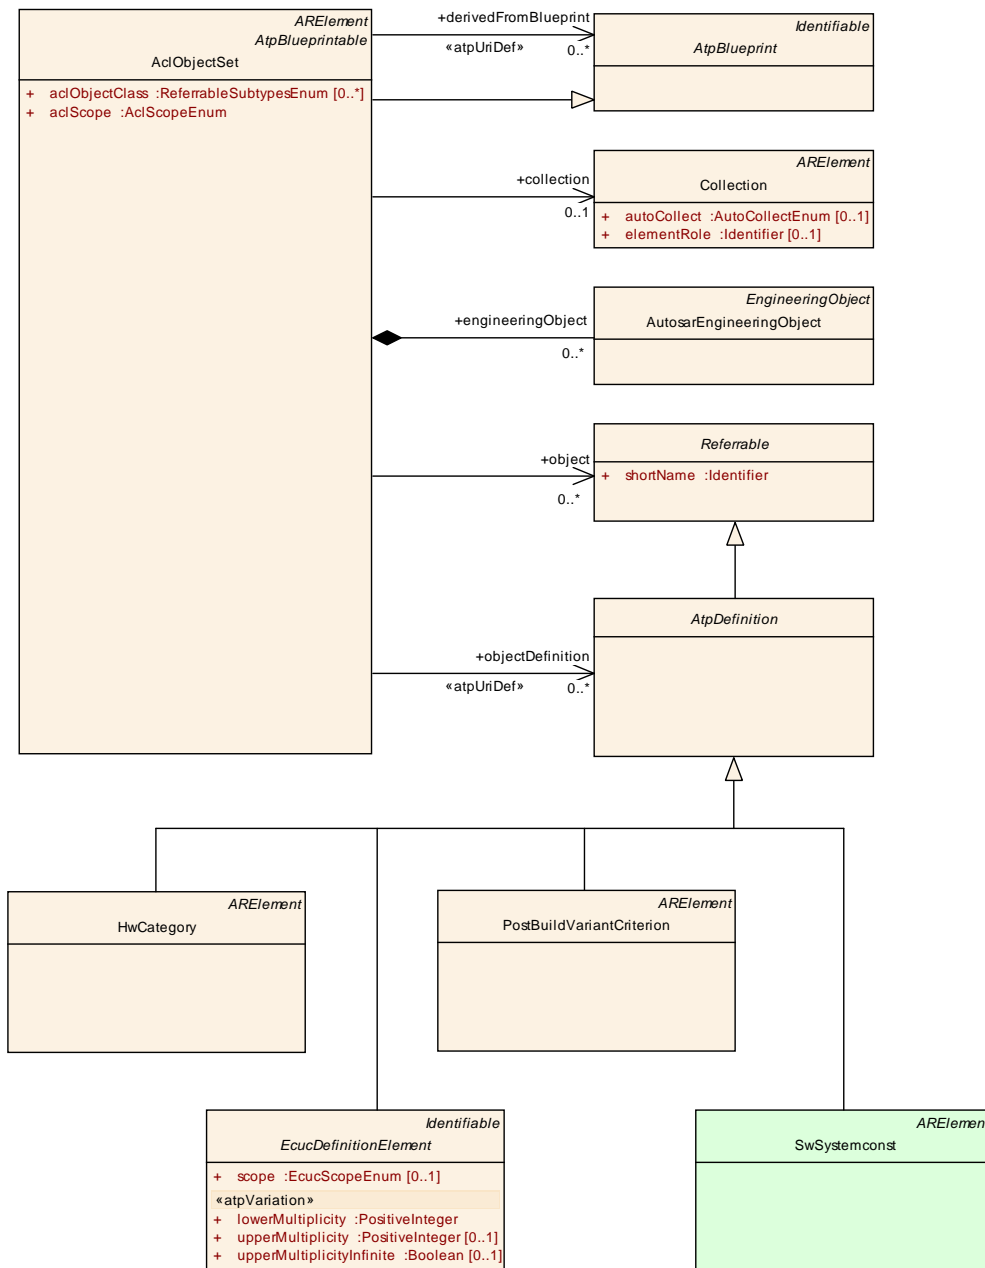 ARElement
AtpBlueprintable
AclObjectSet
+ aclObjectClass :ReferrableSubtypesEnum [0..*]
+ aclScope :AclScopeEnum
+derivedFromBlueprint
«atpUriDef»
0..*
Identifiable
AtpBlueprint
+collection
0..1
ARElement
Collection
+ autoCollect :AutoCollectEnum [0..1]
+ elementRole :Identifier [0..1]
+engineeringObject
0..*
EngineeringObject
AutosarEngineeringObject
+object
0..*
Referrable
+ shortName :Identifier
+objectDefinition
«atpUriDef»
0..*
AtpDefinition
ARElement
HwCategory
ARElement
PostBuildVariantCriterion
Identifiable
EcucDefinitionElement
+ scope :EcucScopeEnum [0..1]
«atpVariation»
+ lowerMultiplicity :PositiveInteger
+ upperMultiplicity :PositiveInteger [0..1]
+ upperMultiplicityInfinite :Boolean [0..1]
ARElemen
SwSystemconst